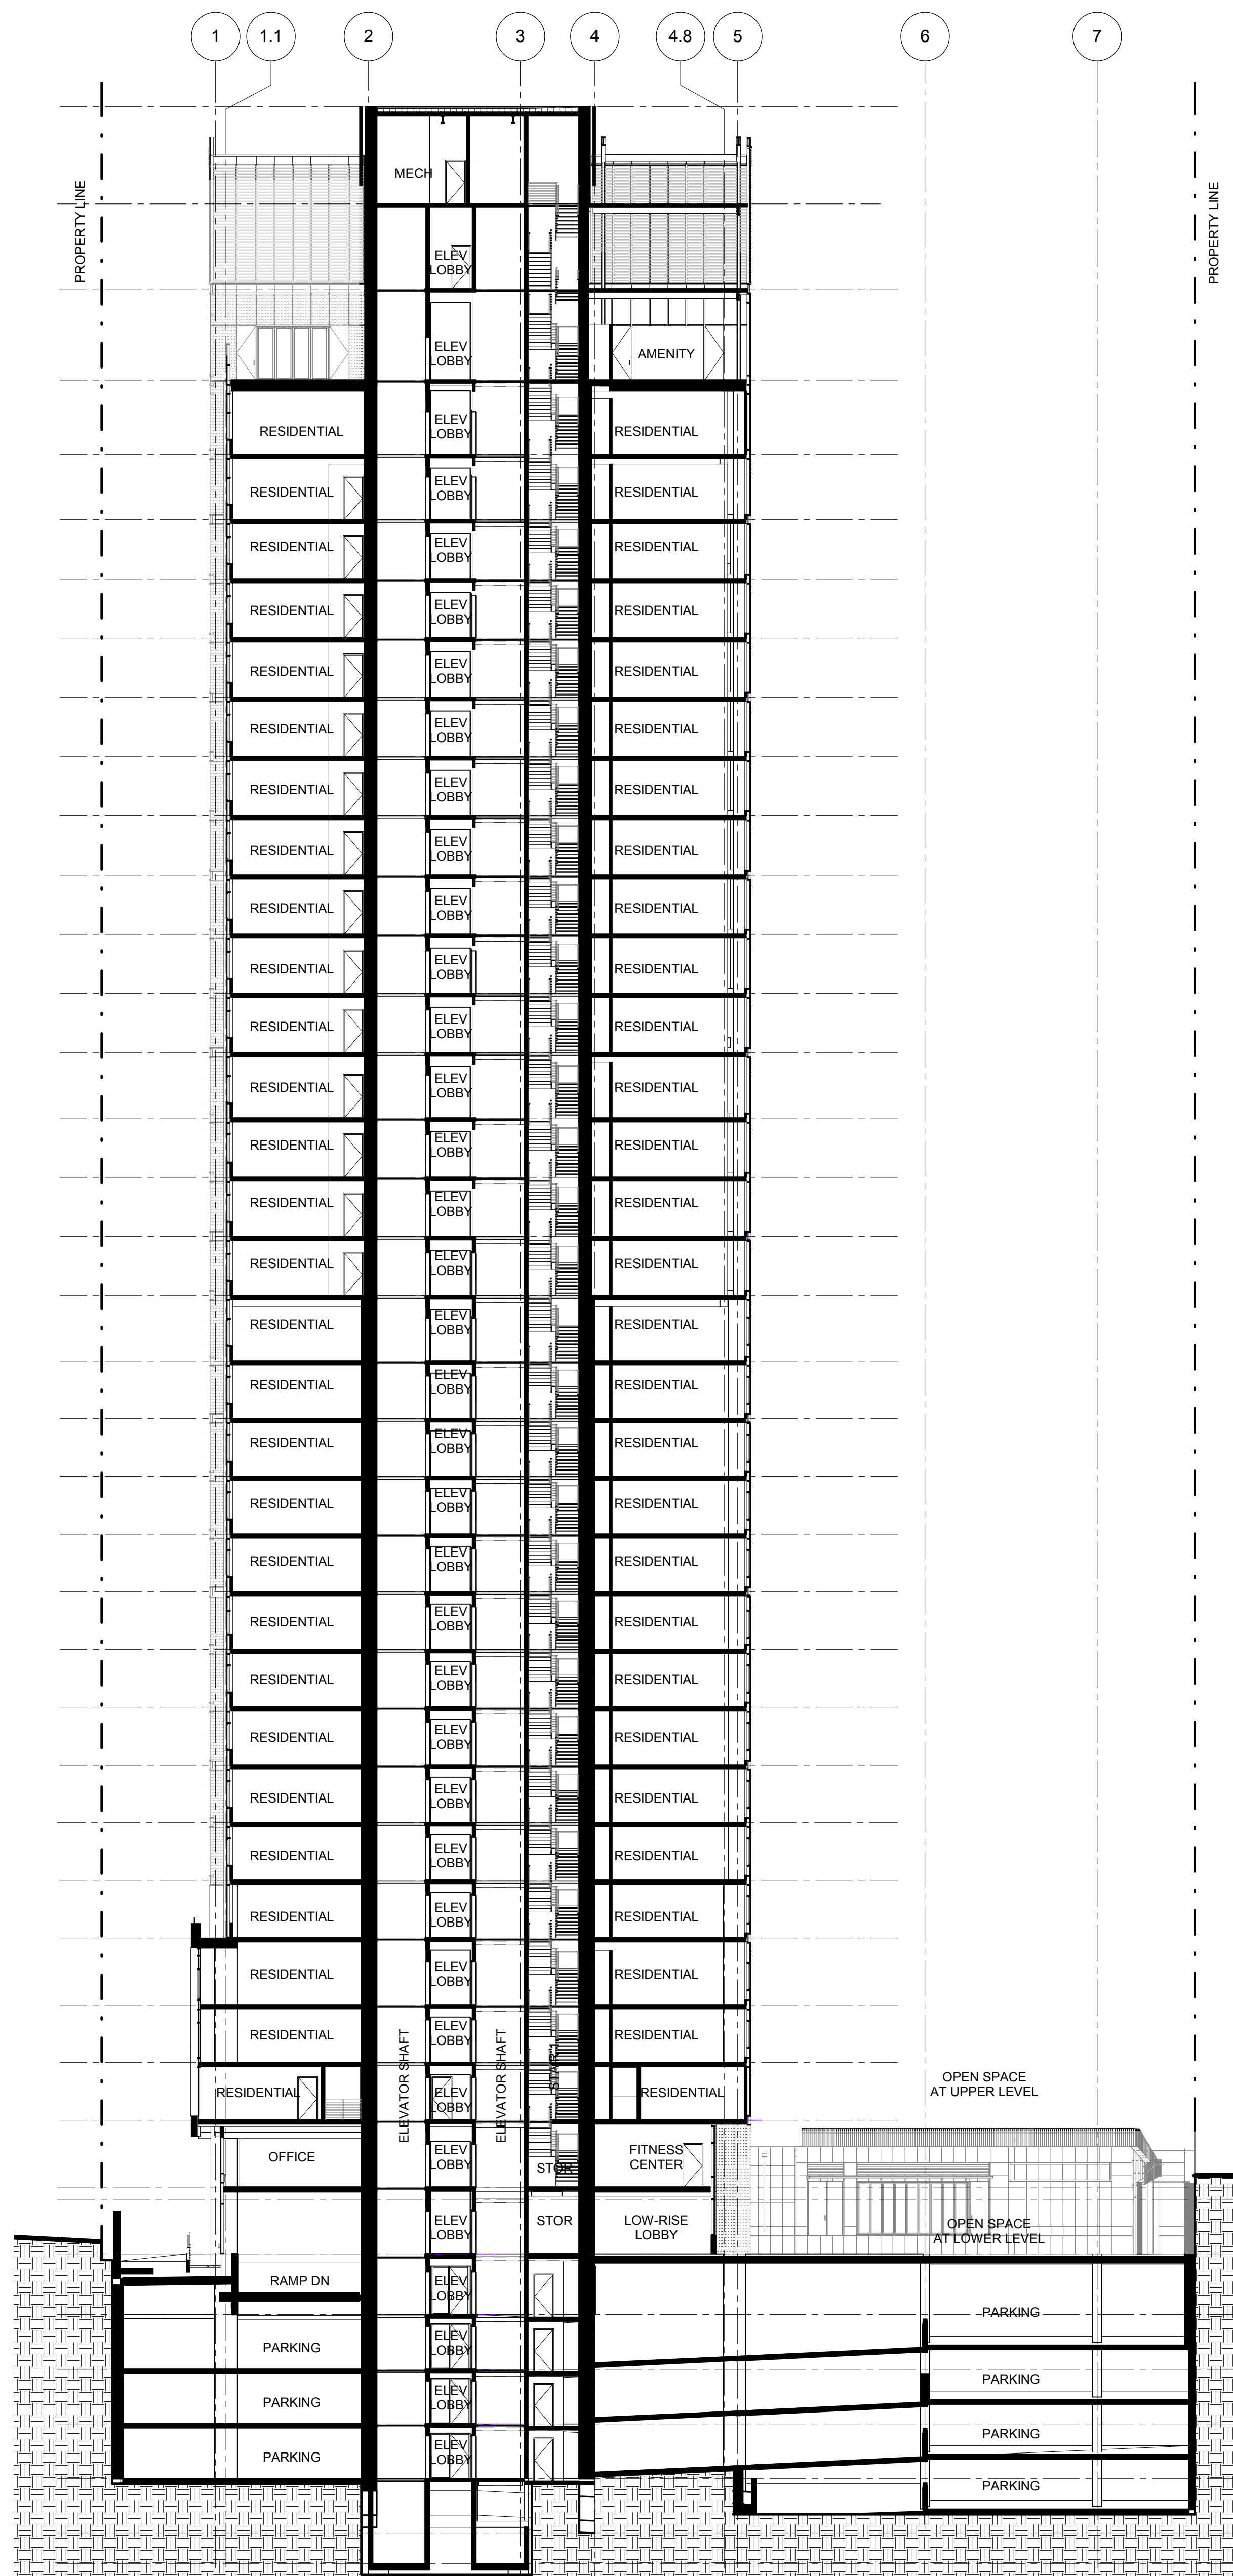 1
1.1
2
3
4
4.8
5
6
7
PROPERTY LINE
PROPERTY LINE
MECH
ELEV
LOBBY
ELEV
LOBBY
AMENITY
RESIDENTIAL
ELEV
LOBBY
RESIDENTIAL
RESIDENTIAL
ELEV
LOBBY
RESIDENTIAL
RESIDENTIAL
ELEV
LOBBY
RESIDENTIAL
RESIDENTIAL
ELEV
LOBBY
RESIDENTIAL
RESIDENTIAL
ELEV
LOBBY
RESIDENTIAL
RESIDENTIAL
ELEV
LOBBY
RESIDENTIAL
RESIDENTIAL
ELEV
LOBBY
RESIDENTIAL
RESIDENTIAL
ELEV
LOBBY
RESIDENTIAL
RESIDENTIAL
ELEV
LOBBY
RESIDENTIAL
RESIDENTIAL
ELEV
LOBBY
RESIDENTIAL
RESIDENTIAL
ELEV
LOBBY
RESIDENTIAL
RESIDENTIAL
ELEV
LOBBY
RESIDENTIAL
RESIDENTIAL
ELEV
LOBBY
RESIDENTIAL
RESIDENTIAL
ELEV
LOBBY
RESIDENTIAL
RESIDENTIAL
ELEV
LOBBY
RESIDENTIAL
RESIDENTIAL
ELEV
LOBBY
RESIDENTIAL
RESIDENTIAL
ELEV
LOBBY
RESIDENTIAL
RESIDENTIAL
ELEV
LOBBY
RESIDENTIAL
RESIDENTIAL
ELEV
LOBBY
RESIDENTIAL
RESIDENTIAL
ELEV
LOBBY
RESIDENTIAL
RESIDENTIAL
ELEV
LOBBY
RESIDENTIAL
RESIDENTIAL
ELEV
LOBBY
RESIDENTIAL
RESIDENTIAL
ELEV
LOBBY
RESIDENTIAL
RESIDENTIAL
ELEV
LOBBY
RESIDENTIAL
RESIDENTIAL
ELEV
LOBBY
RESIDENTIAL
RESIDENTIAL
ELEV
LOBBY
RESIDENTIAL
RESIDENTIAL
ELEV
LOBBY
RESIDENTIAL
RESIDENTIAL
ELEV
LOBBY
RESIDENTIAL
ELEVATOR SHAFT
ELEVATOR SHAFT
STAIR 1
RESIDENTIAL
ELEV
LOBBY
RESIDENTIAL
OPEN SPACE
AT UPPER LEVEL
OFFICE
ELEV
LOBBY
STOR
FITNESS
CENTER
ELEV
LOBBY
STOR
LOW-RISE
LOBBY
OPEN SPACE
AT LOWER LEVEL
RAMP DN
ELEV
LOBBY
PARKING
PARKING
ELEV
LOBBY
PARKING
PARKING
ELEV
LOBBY
PARKING
PARKING
ELEV
LOBBY
PARKING